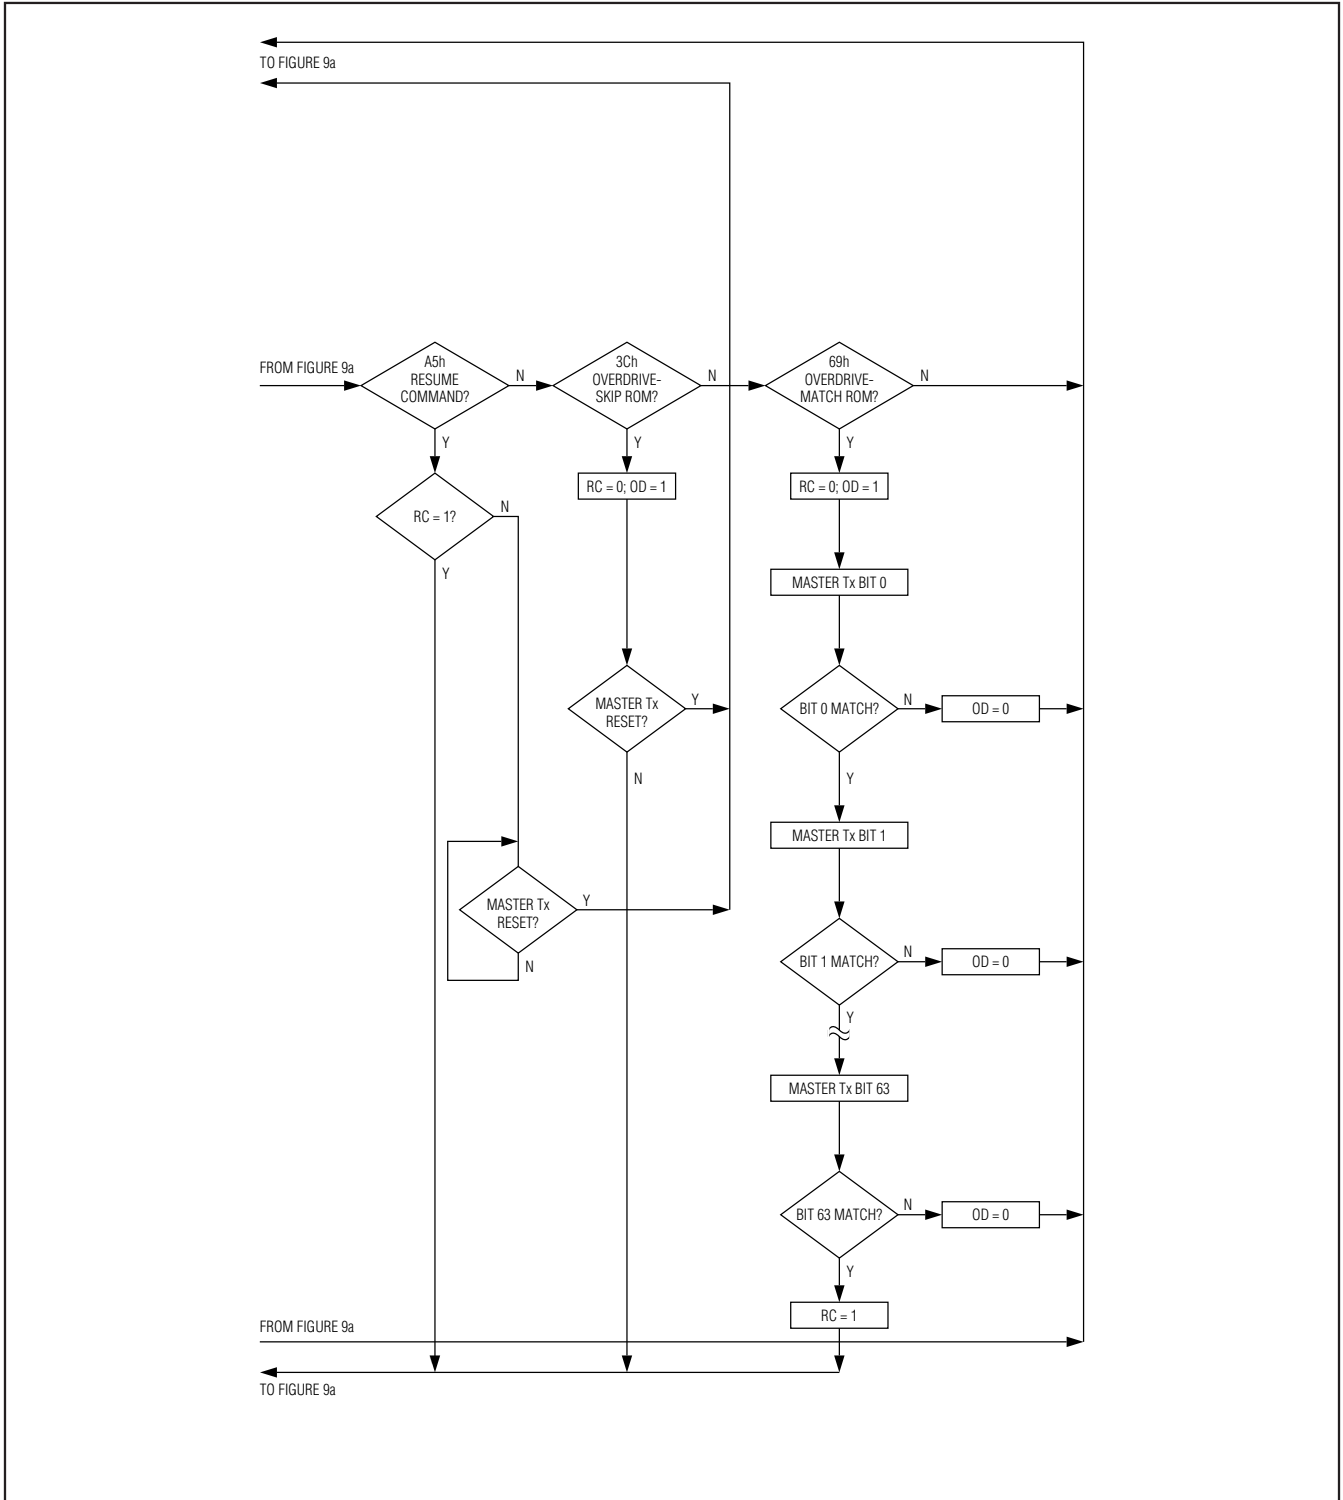 TO FIGURE 9a
FROM FIGURE 9a
A5h
RESUME
COMMAND?
N
3Ch
OVERDRIVE-
SKIP ROM?
N
69h
OVERDRIVE-
MATCH ROM?
N
Y
Y
Y
RC = 1?
N
RC = 0; OD = 1
RC = 0; OD = 1
Y
MASTER Tx BIT 0
MASTER Tx
RESET?
Y
BIT 0 MATCH?
N
OD = 0
N
Y
MASTER Tx BIT 1
MASTER Tx
RESET?
Y
N
BIT 1 MATCH?
N
OD = 0
Y
MASTER Tx BIT 63
BIT 63 MATCH?
N
OD = 0
Y
RC = 1
FROM FIGURE 9a
TO FIGURE 9a